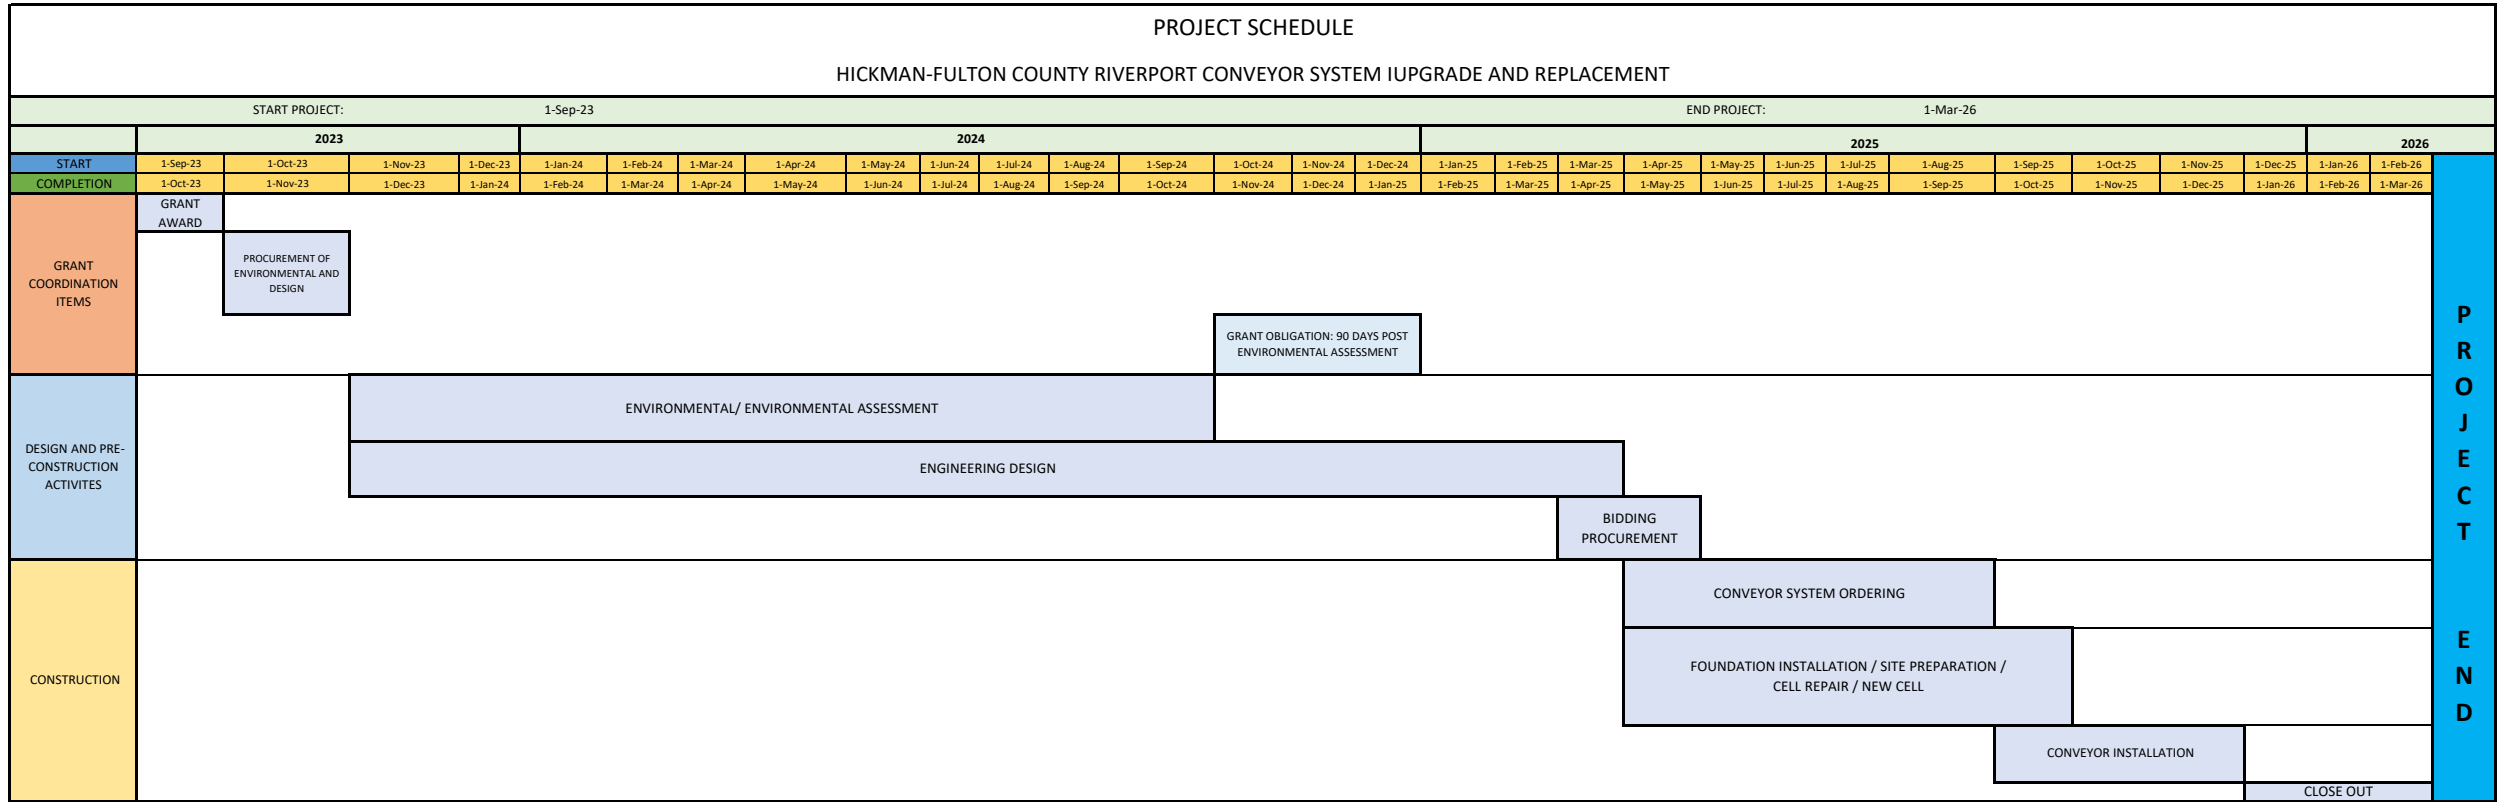 PROJECT SCHEDULE
HICKMAN-FULTON COUNTY RIVERPORT CONVEYOR SYSTEM IUPGRADE AND REPLACEMENT
START PROJECT: 1-Sep-23 END PROJECT: 1-Mar-26
2023 2024 2025 2026
START 1-Sep-23 1-Oct-23 1-Nov-23 1-Dec-23 1-Jan-24 1-Feb-24 1-Mar-24 1-Apr-24 1-May-24 1-Jun-24 1-Jul-24 1-Aug-24 1-Sep-24 1-Oct-24 1-Nov-24 1-Dec-24 1-Jan-25 1-Feb-25 1-Mar-25 1-Apr-25 1-May-25 1-Jun-25 1-Jul-25 1-Aug-25 1-Sep-25 1-Oct-25 1-Nov-25 1-Dec-25 1-Jan-26 1-Feb-26
COMPLETION 1-Oct-23 1-Nov-23 1-Dec-23 1-Jan-24 1-Feb-24 1-Mar-24 1-Apr-24 1-May-24 1-Jun-24 1-Jul-24 1-Aug-24 1-Sep-24 1-Oct-24 1-Nov-24 1-Dec-24 1-Jan-25 1-Feb-25 1-Mar-25 1-Apr-25 1-May-25 1-Jun-25 1-Jul-25 1-Aug-25 1-Sep-25 1-Oct-25 1-Nov-25 1-Dec-25 1-Jan-26 1-Feb-26 1-Mar-26
GRANT
COORDINATION
ITEMS
GRANT
AWARD
PROCUREMENT OF
ENVIRONMENTAL AND
DESIGN
GRANT OBLIGATION: 90 DAYS POST
ENVIRONMENTAL ASSESSMENT
DESIGN AND PRE-
CONSTRUCTION
ACTIVITES
ENVIRONMENTAL/ ENVIRONMENTAL ASSESSMENT
ENGINEERING DESIGN
BIDDING
PROCUREMENT
CONSTRUCTION
CONVEYOR SYSTEM ORDERING
FOUNDATION INSTALLATION / SITE PREPARATION /
CELL REPAIR / NEW CELL
CONVEYOR INSTALLATION
CLOSE OUT
P
R
O
J
E
C
T
E
N
D